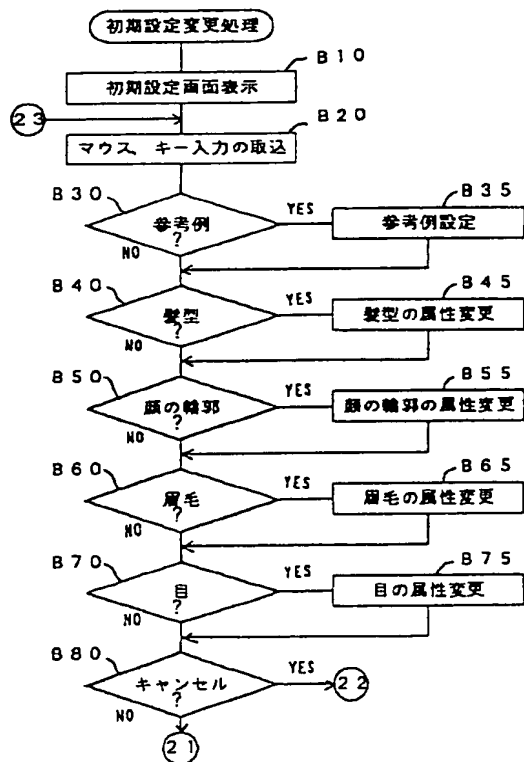 初期設定変更処理
B10
初期設定画面表示
23
B20
マウス、キー入力の取込
B30
参考例
?
YES
NO
B35
参考例設定
B40
髪型
?
YES
NO
B45
髪型の属性変更
B50
顔の輪郭
?
YES
NO
B55
顔の輪郭の属性変更
B60
眉毛
?
YES
NO
B65
眉毛の属性変更
B70
目
?
YES
NO
B75
目の属性変更
B80
キャンセル
?
YES
22
NO
21